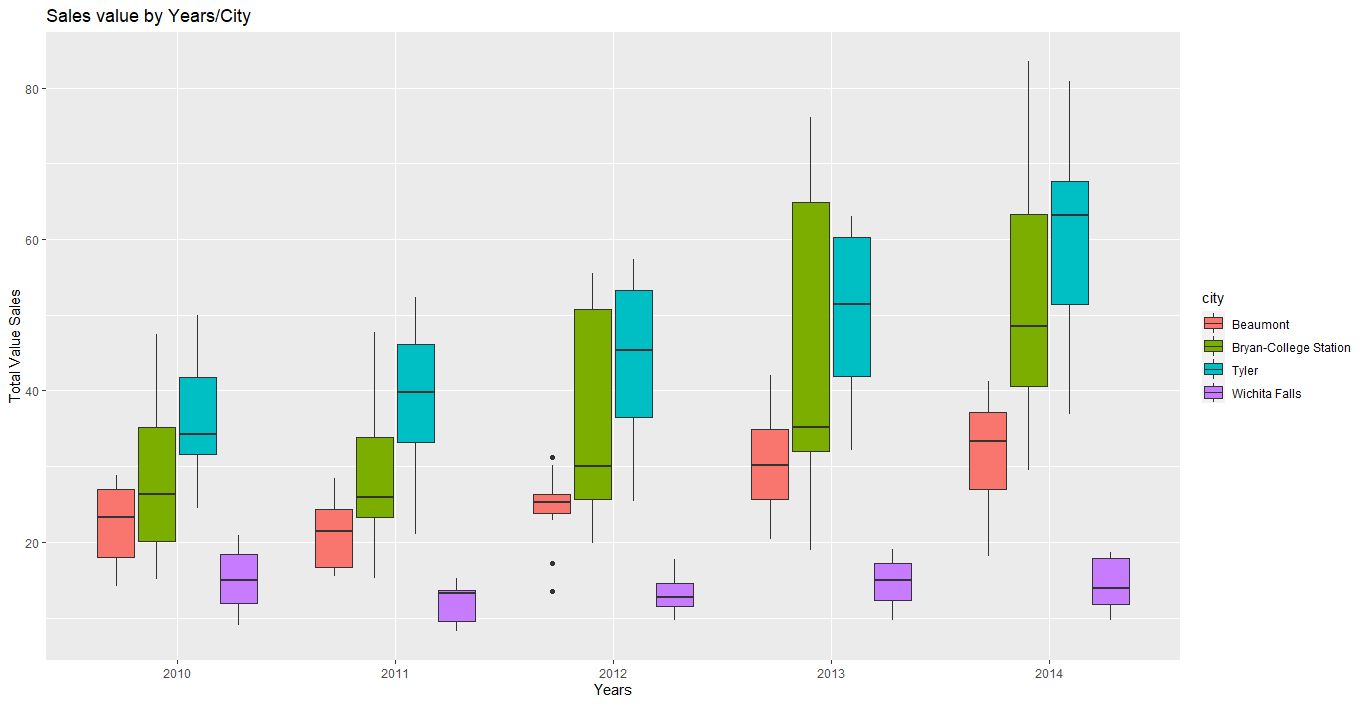 Sales value by Years/City
80
60
40
20
Total Value Sales
2010 2011 2012 2013 2014
Years
city
Beaumont
Bryan-College Station
Tyler
Wichita Falls